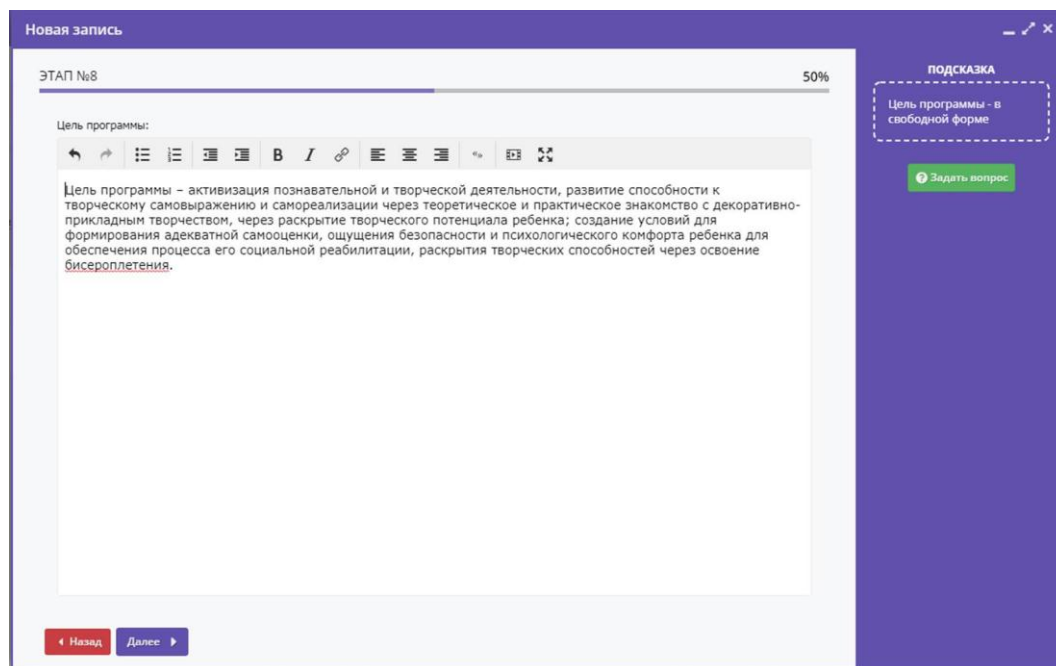 Новая запись
ЭТАП №8
50%
Цель программы:
Цель программы – активизация познавательной и творческой деятельности, развитие способности к
творческому самовыражению и самореализации через теоретическое и практическое знакомство с декоративно-
прикладным творчеством, через раскрытие творческого потенциала ребенка; создание условий для
формирования адекватной самооценки, ощущения безопасности и психологического комфорта ребенка для
обеспечения процесса его социальной реабилитации, раскрытия творческих способностей через освоение
бисероплетения.
Назад
Далее
ПОДСКАЗКА
Цель программы - в
свободной форме
Задать вопрос